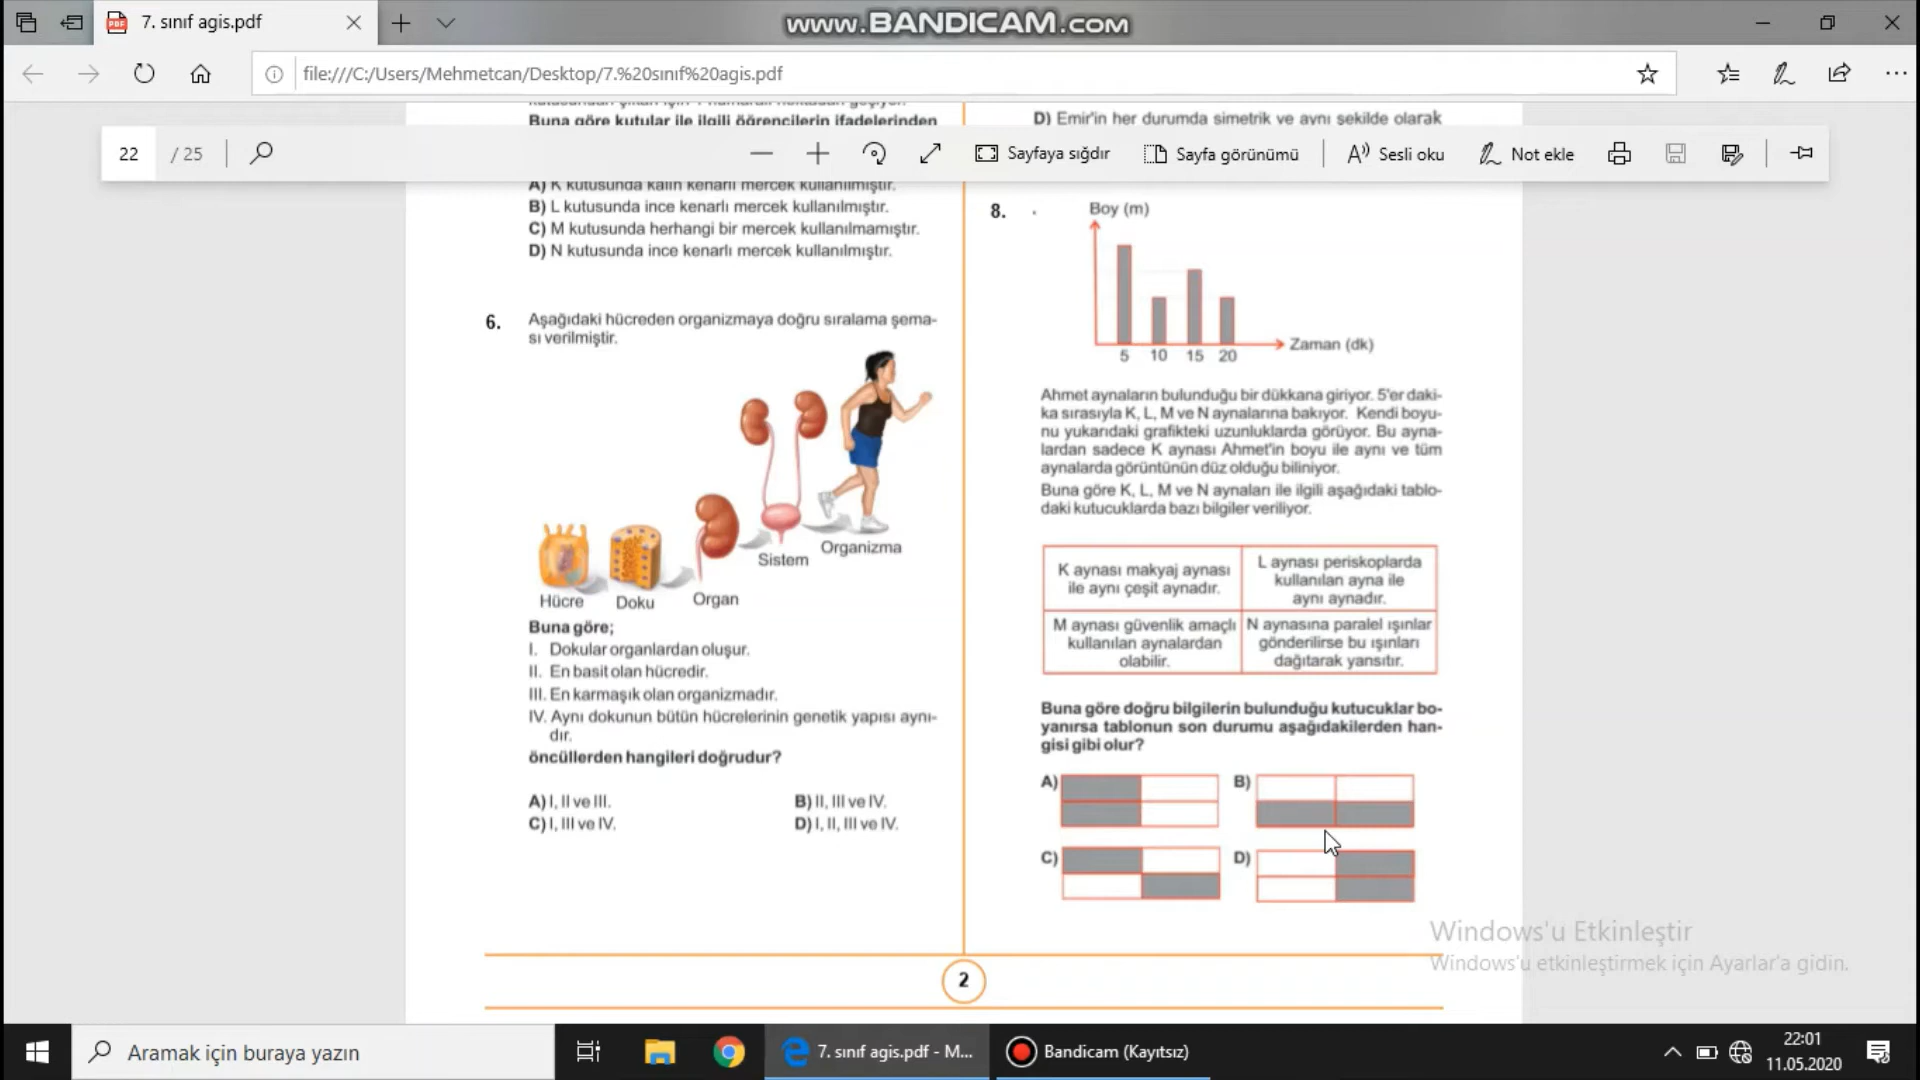 7. sınıf agis.pdf
www.BANDICAM.com
file:///C:/Users/Mehmetcan/Desktop/7.%20sınıf%20agis.pdf
22 / 25
Sayfaya sığdır
Sayfa görünümü
Sesli oku
Not ekle
Buna göre kutular ile ilgili öğrencilerin ifadelerinden
A) K kutusunda kalın kenarlı mercek kullanılmıştır.
B) L kutusunda ince kenarlı mercek kullanılmıştır.
C) M kutusunda herhangi bir mercek kullanılmamıştır.
D) N kutusunda ince kenarlı mercek kullanılmıştır.
6. Aşağıdaki hücreden organizmaya doğru sıralama şema-
sı verilmiştir.
Hücre
Doku
Organ
Sistem
Organizma
Buna göre;
I. Dokular organlardan oluşur.
II. En basit olan hücredir.
III. En karmaşık olan organizmadır.
IV. Aynı dokunun bütün hücrelerinin genetik yapısı aynı-
dır.
öncüllerden hangileri doğrudur?
A) I, II ve III.
B) II, III ve IV.
C) I, III ve IV.
D) I, II, III ve IV.
D) Emir'in her durumda simetrik ve aynı şekilde olarak
8.
Boy (m)
5 10 15 20
Zaman (dk)
Ahmet aynaların bulunduğu bir dükkana giriyor. 5'er daki-
ka sırasıyla K, L, M ve N aynalarına bakıyor. Kendi boyu-
nu yukarıdaki grafikteki uzunluklarda görüyor. Bu ayna-
lardan sadece K aynası Ahmet'in boyu ile aynı ve tüm
aynalarda görüntünün düz olduğu biliniyor.
Buna göre K, L, M ve N aynaları ile ilgili aşağıdaki tablo-
daki kutucuklarda bazı bilgiler veriliyor.
K aynası makyaj aynası
ile aynı çeşit aynadır.
L aynası periskoplarda
kullanılan ayna ile
aynı aynadır.
M aynası güvenlik amaçlı
kullanılan aynalardan
olabilir.
N aynasına paralel ışınlar
gönderilirse bu ışınları
dağıtarak yansıtır.
Buna göre doğru bilgilerin bulunduğu kutucuklar bo-
yanırsa tablonun son durumu aşağıdakilerden han-
gisi gibi olur?
A)
B)
C)
D)
2
Windows'u Etkinleştir
Windows'u etkinleştirmek için Ayarlar'a gidin.
Aramak için buraya yazın
7. sınıf agis.pdf - M...
Bandicam (Kayıtsız)
22:01
11.05.2020